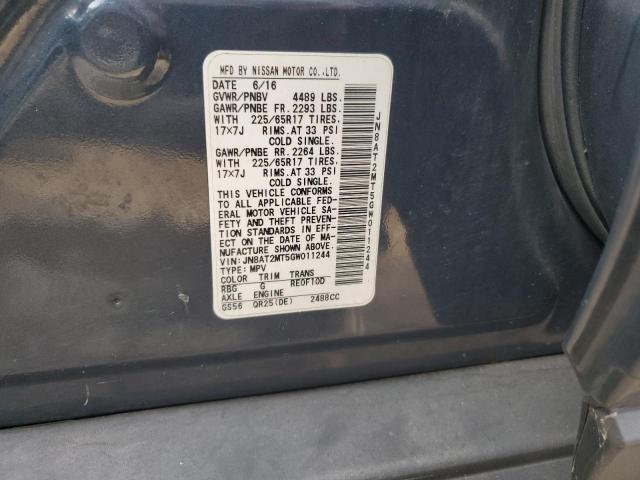 MFD BY NISSAN MOTOR CO.,LTD.
DATE 6/16
GVWR/PNBV 4489 LBS.
GAWR/PNBE FR. 2293 LBS.
WITH 225/65R17 TIRES.
17×7J RIMS.AT 33 PSI
COLD SINGLE.
GAWR/PNBE RR. 2264 LBS.
WITH 225/65R17 TIRES.
17×7J RIMS.AT 33 PSI
COLD SINGLE.
THIS VEHICLE CONFORMS
TO ALL APPLICABLE FED-
ERAL MOTOR VEHICLE SA-
FETY AND THEFT PREVENTION
STANDARDS IN EFF-
ECT ON THE DATE OF MA-
NUFACTURE SHOWN ABOVE.
VIN:JN8AT2MT5GW011244
TYPE: MPV
COLOR TRIM TRANS
RBG G RE0F10D
AXLE ENGINE
GS56 QR25(DE) 2488CC
JN8AT2MT5GW011244